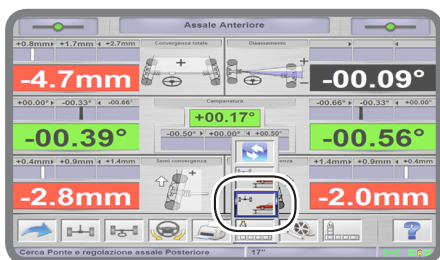 Assale Anteriore
+0.8mm +1.7mm +2.7mm Convergenza totale Disassamento
-4.7mm -00.09°
+00.00° -00.33° -00.66° Campanatura -00.66° -00.33° +00.00°
+00.17°
-00.39° -00.50° +00.00° +00.50° -00.56°
+0.4mm +0.9mm +1.4mm Semi convergenza +1.4mm +0.9mm +0.4mm
-2.8mm -2.0mm
?
Cerca Ponte e regolazione assale Posteriore 17"